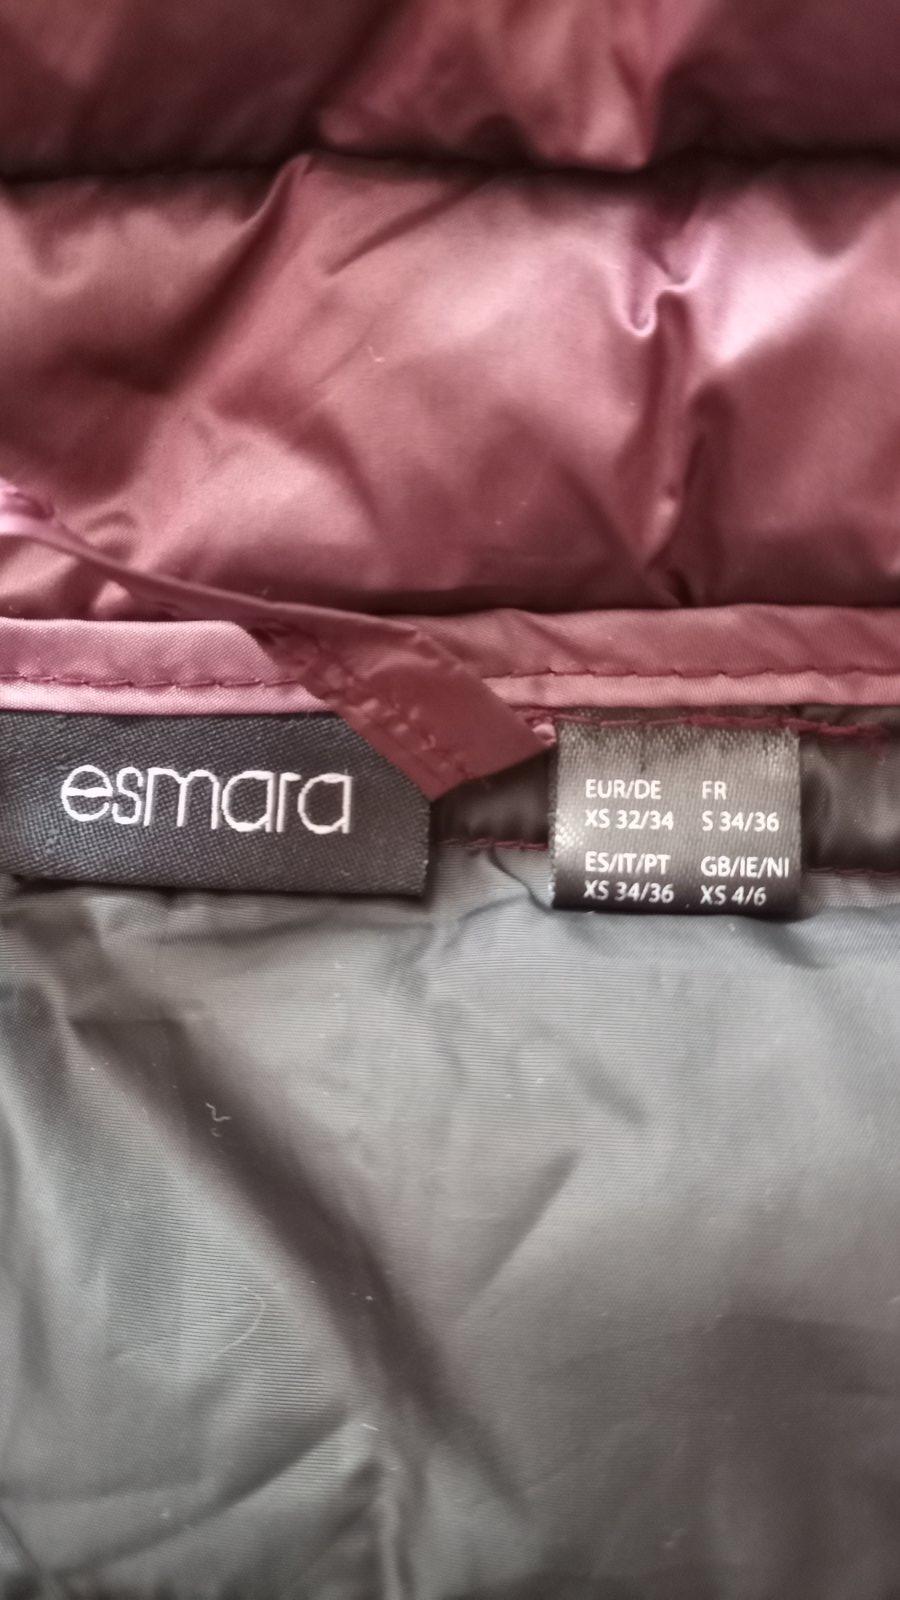 esmara
EUR/DE FR
XS 32/34 S 34/36
ES/IT/PT GB/IE/NI
XS 34/36 XS 4/6